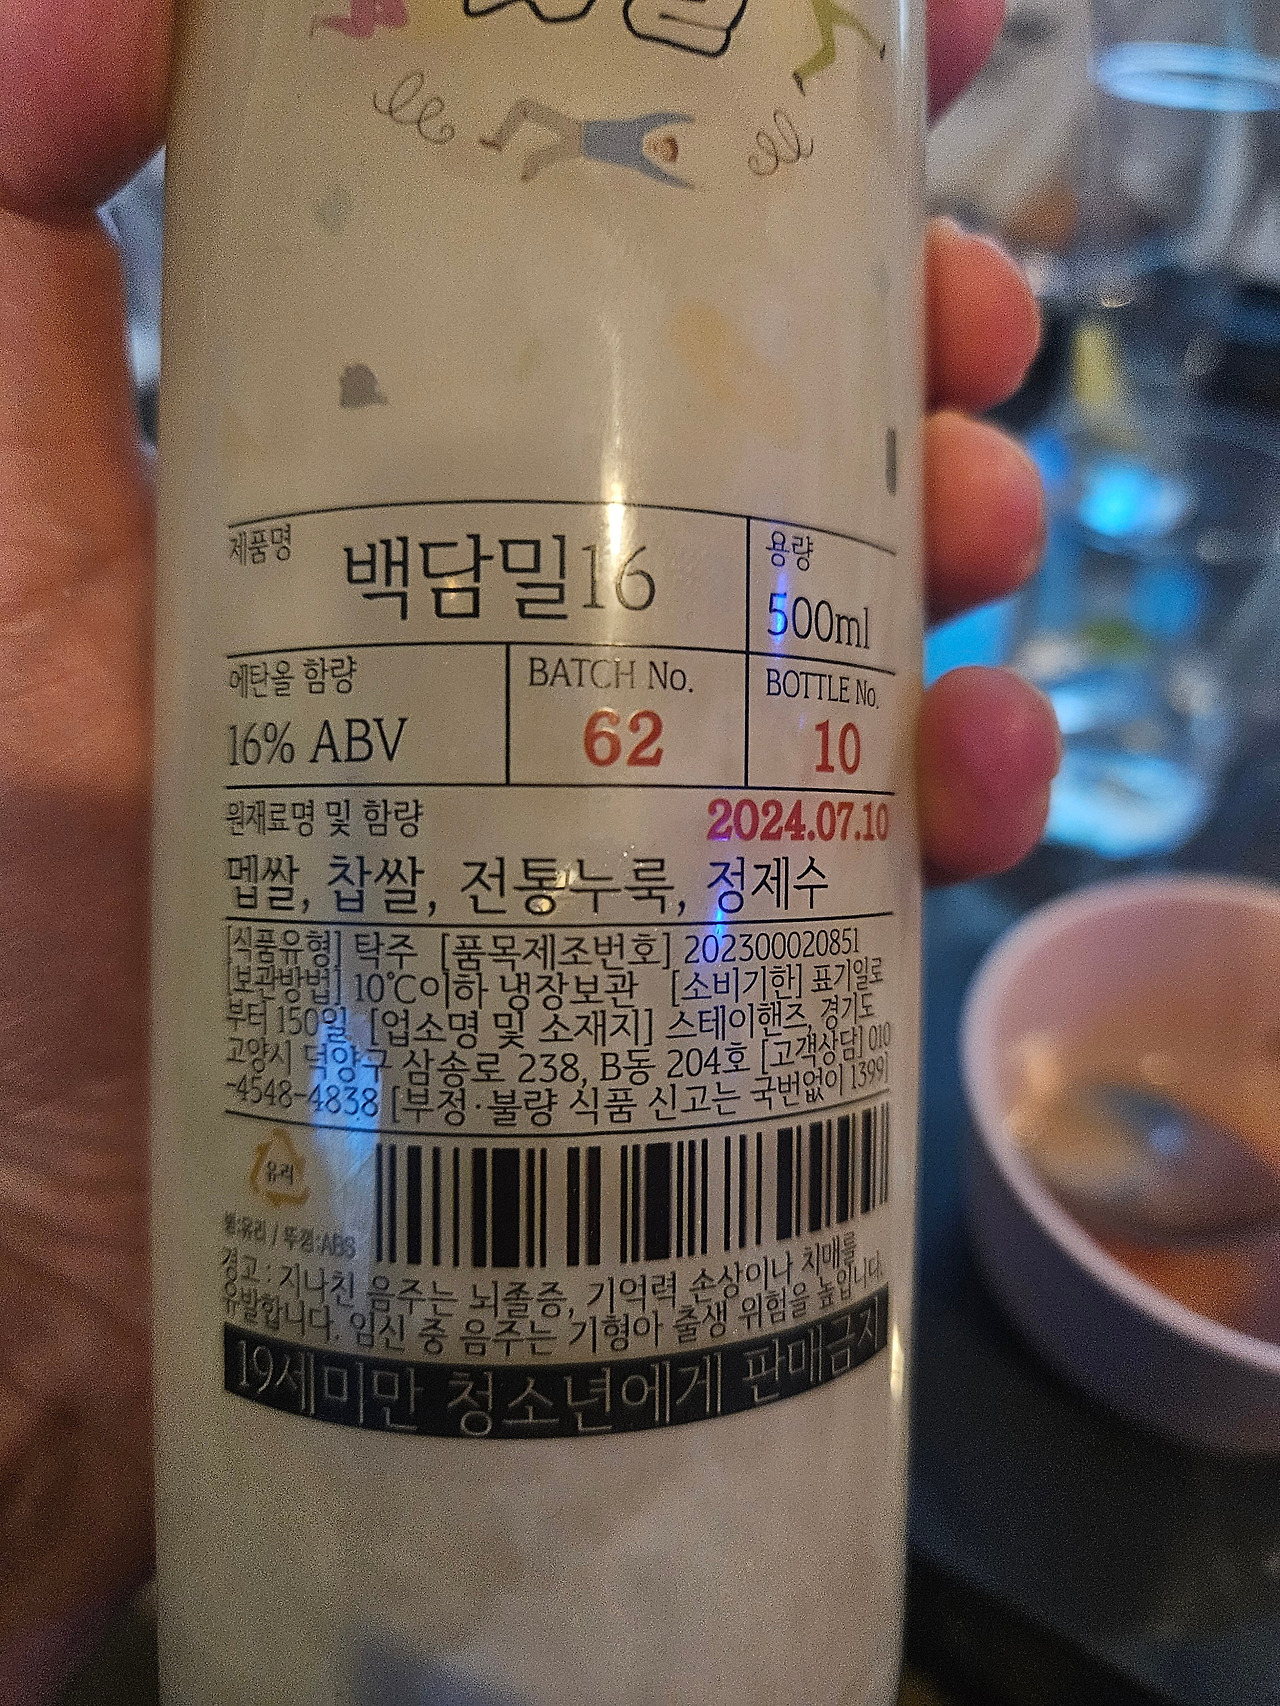 제품명
백담밀16
용량
500ml
에탄올 함량
16% ABV
BATCH No.
62
BOTTLE No.
10
원재료명 및 함량
2024.07.10
멥쌀, 찹쌀, 전통누룩, 정제수
[식품유형] 탁주 [품목제조번호] 202300020851
[보관방법] 10℃이하 냉장보관 [소비기한] 표기일로
부터 150일 [업소명 및 소재지] 스테이핸즈, 경기도
고양시 덕양구 삼송로 238, B동 204호 [고객상담] 010
-4548-4838 [부정·불량 식품 신고는 국번없이 1399]
유리
병:유리 / 뚜껑:ABS
경고 : 지나친 음주는 뇌졸중, 기억력 손상이나 치매를
유발합니다. 임신 중 음주는 기형아 출생 위험을 높입니다.
19세미만 청소년에게 판매금지